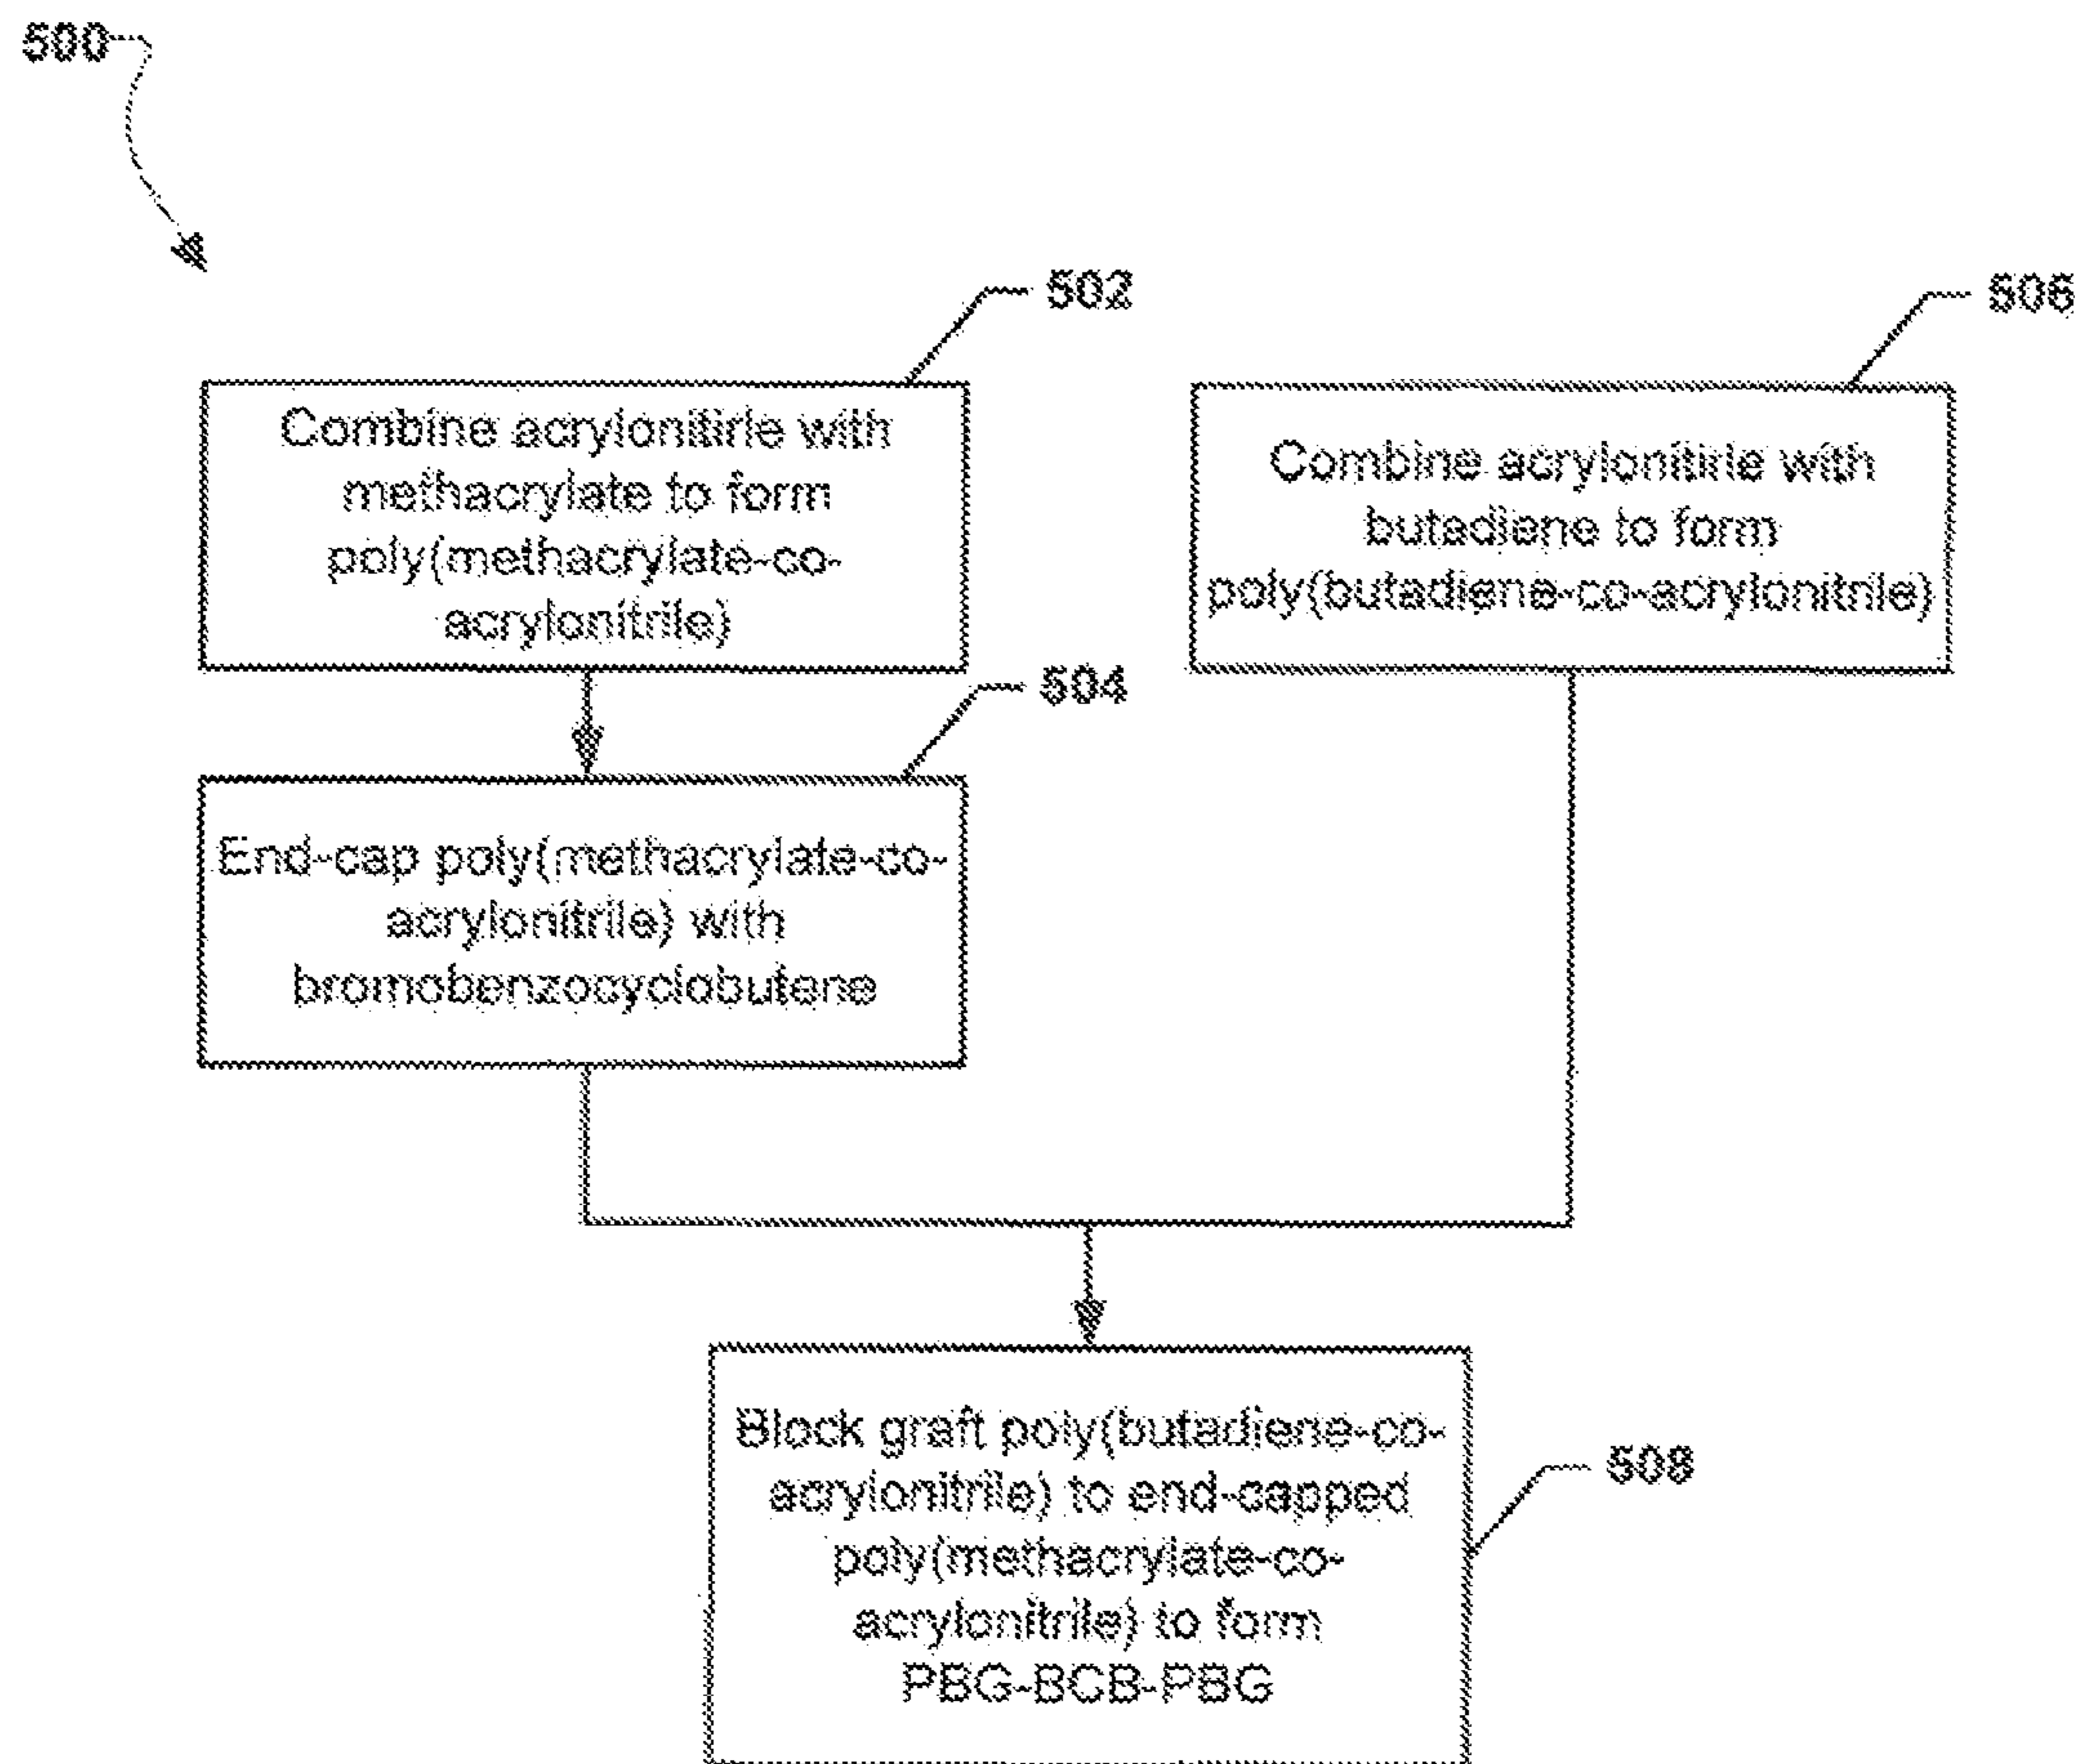 500
502
506
Combine acrylonitirle with
methacrylate to form
poly(methacrylate-co-
acrylonitrile)
Combine acrylonitirle with
butadiene to form
poly(butadiene-co-acrylonitrile)
504
End-cap poly(methacrylate-co-
acrylonitrile) with
bromobenzocyclobutene
Block graft poly(butadiene-co-
acrylonitrile) to end-capped
poly(methacrylate-co-
acrylonitrile) to form
PBG-BCB-PBG
508